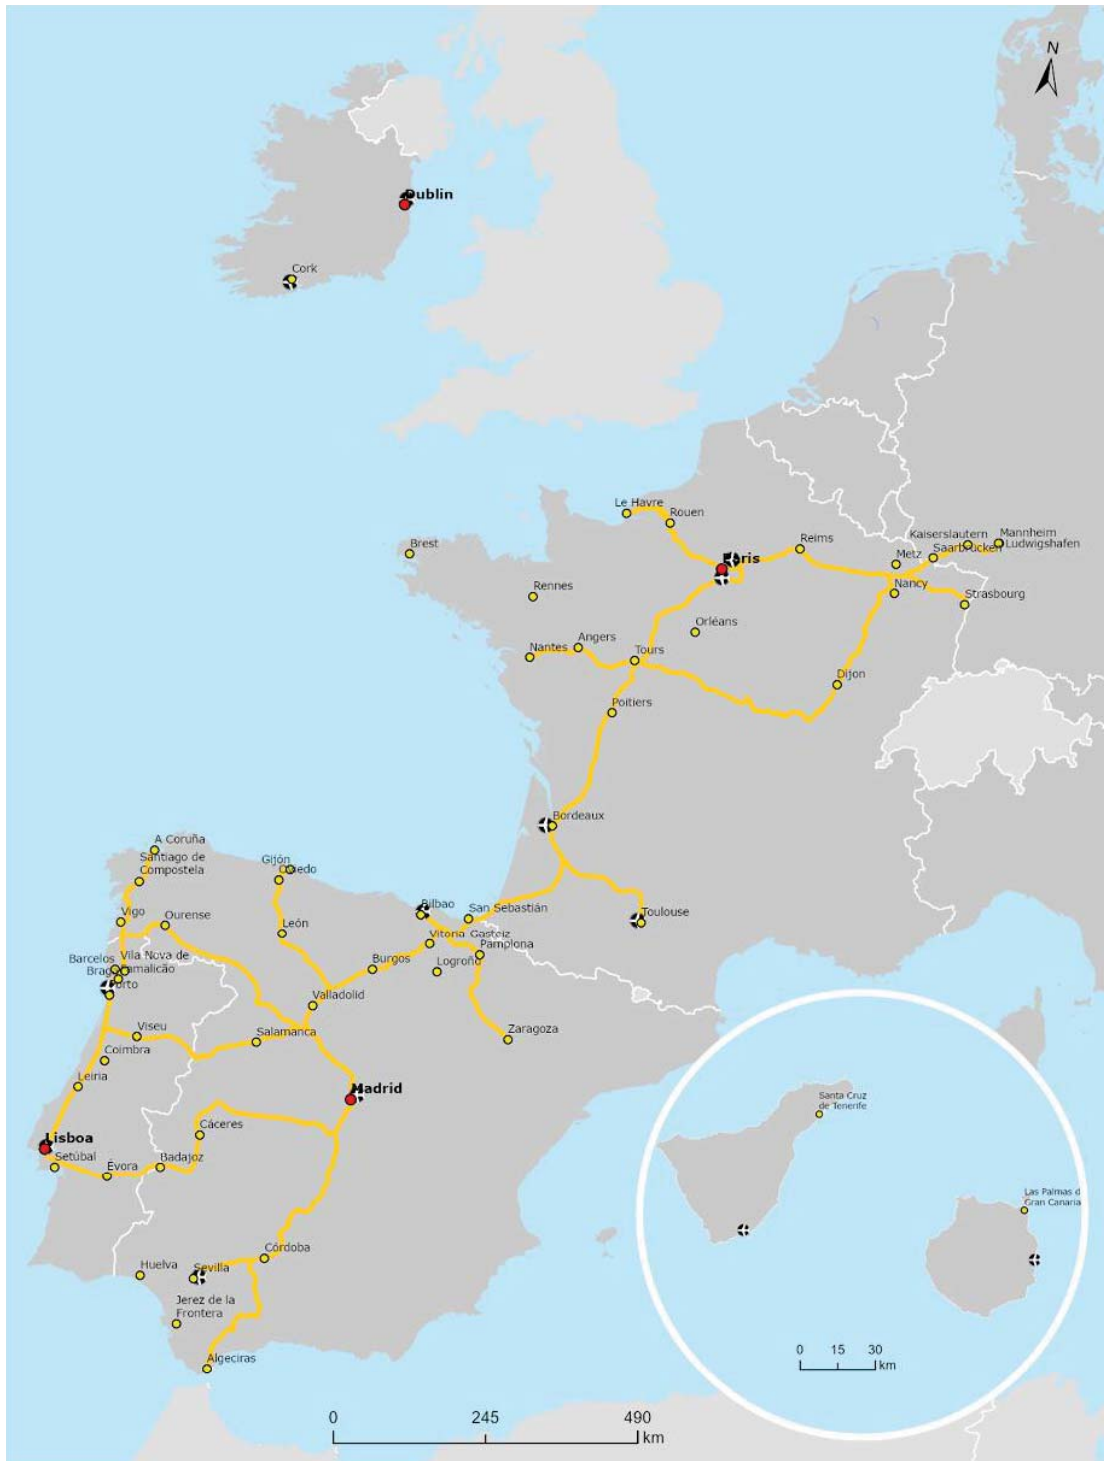 N
Dublin
Cork
Le Havre
Rouen
Brest
Paris
Reims
Kaiserslautern
Mannheim
Ludwigshafen
Metz
Saarbrücken
Nancy
Strasbourg
Rennes
Orléans
Nantes
Angers
Tours
Dijon
Poitiers
Bordeaux
A Coruña
Santiago de
Compostela
Gijón
Oviedo
Bilbao
San Sebastián
Toulouse
Vigo
Ourense
León
Vitoria-Gasteiz
Pamplona
Barcelos
Vila Nova de
Braga
Famalicão
Burgos
Logroño
Porto
Valladolid
Viseu
Salamanca
Zaragoza
Coimbra
Leiria
Madrid
Santa Cruz
de Tenerife
Cáceres
Lisboa
Setúbal
Évora
Badajoz
Las Palmas d
Gran Canaria
Huelva
Sevilla
Córdoba
Jerez de la
Frontera
Algeciras
0 15 30
km
0 245 490
km